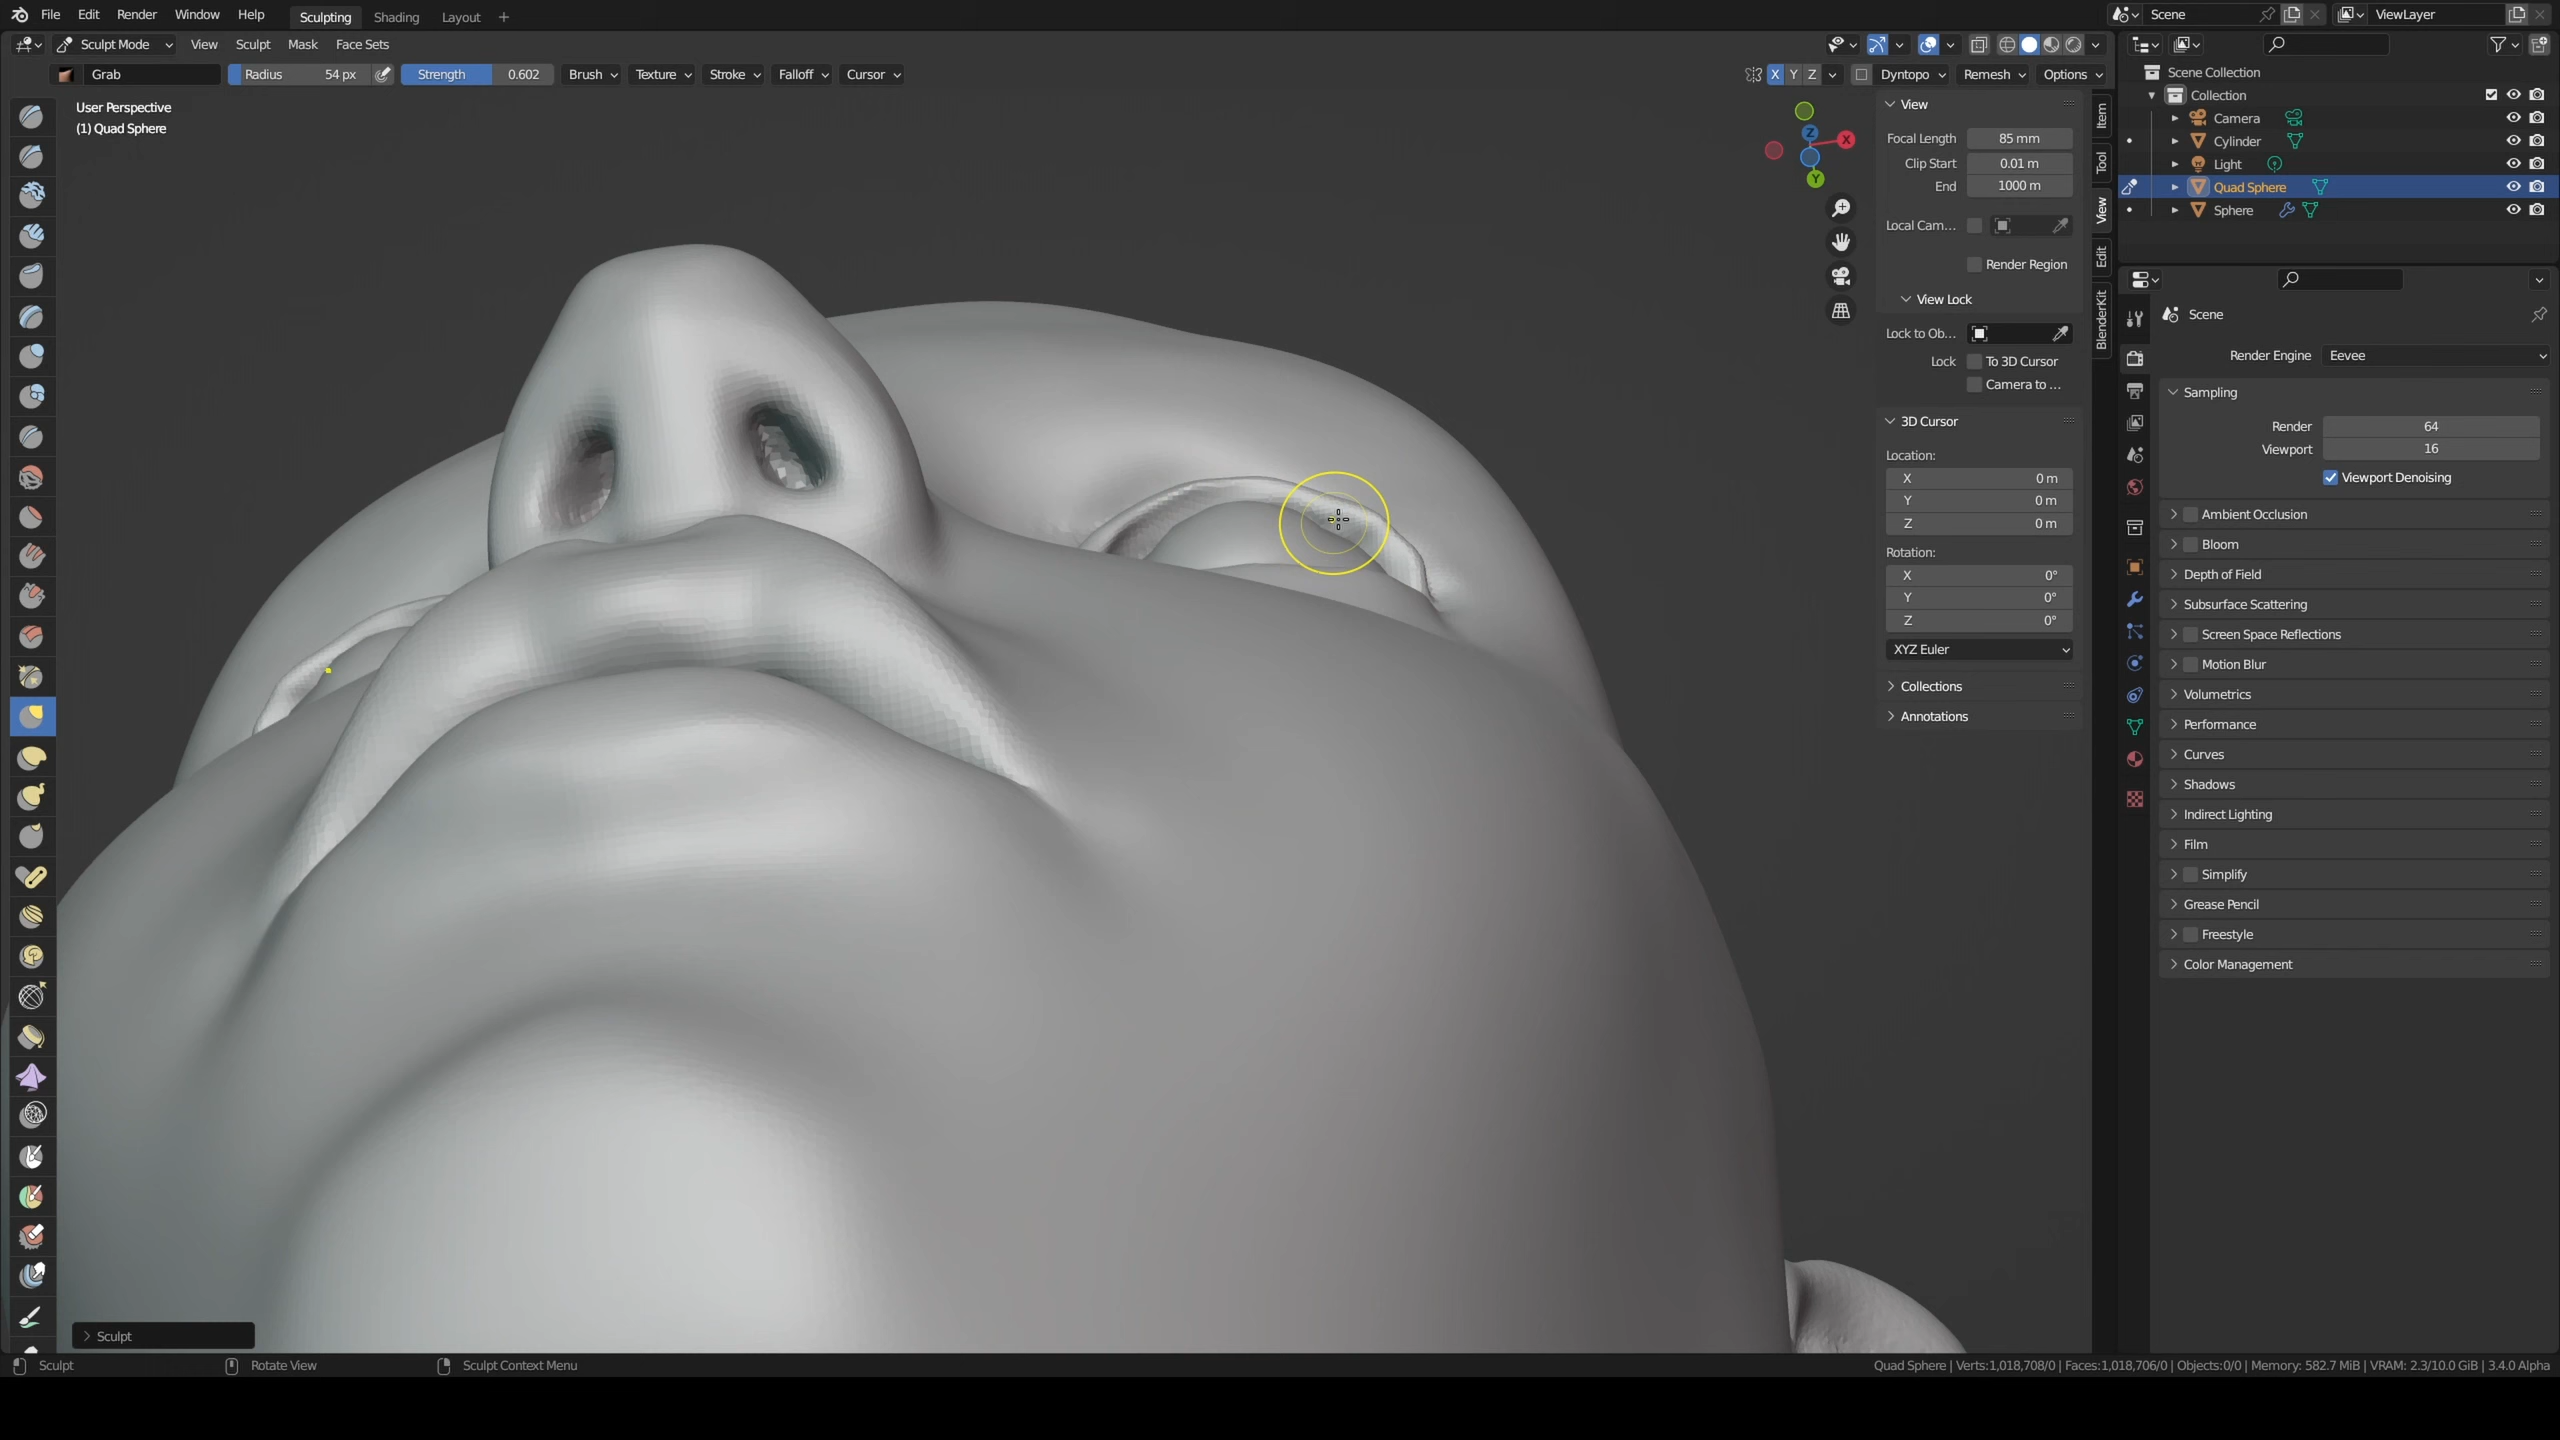 File Edit Render Window Help Sculpting Shading Layout + Scene ViewLayer
Sculpt Mode View Sculpt Mask Face Sets
Grab Radius 54 px Strength 0.602 Brush Texture Stroke Falloff Cursor X Y Z Dyntopo Remesh Options
User Perspective
(1) Quad Sphere
Z
X
Y
View
Focal Length 85 mm
Clip Start 0.01 m
End 1000 m
Local Cam...
Render Region
View Lock
Lock to Ob...
Lock To 3D Cursor
Camera to ...
3D Cursor
Location:
X 0 m
Y 0 m
Z 0 m
Rotation:
X 0°
Y 0°
Z 0°
XYZ Euler
Collections
Annotations
Item
Tool
View
Edit
BlenderKit
Scene Collection
Collection
Camera
Cylinder
Light
Quad Sphere
Sphere
Scene
Render Engine Eevee
Sampling
Render 64
Viewport 16
Viewport Denoising
Ambient Occlusion
Bloom
Depth of Field
Subsurface Scattering
Screen Space Reflections
Motion Blur
Volumetrics
Performance
Curves
Shadows
Indirect Lighting
Film
Simplify
Grease Pencil
Freestyle
Color Management
Sculpt
Sculpt Rotate View Sculpt Context Menu Quad Sphere | Verts:1,018,708/0 | Faces:1,018,706/0 | Objects:0/0 | Memory: 582.7 MiB | VRAM: 2.3/10.0 GiB | 3.4.0 Alpha